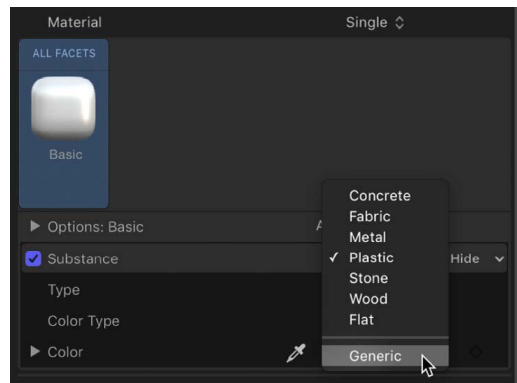 Material Single
ALL FACETS
Basic
Concrete
Fabric
Options: Basic A
Metal
Substance Plastic Hide
Stone
Type
Wood
Color Type Flat
Color Generic